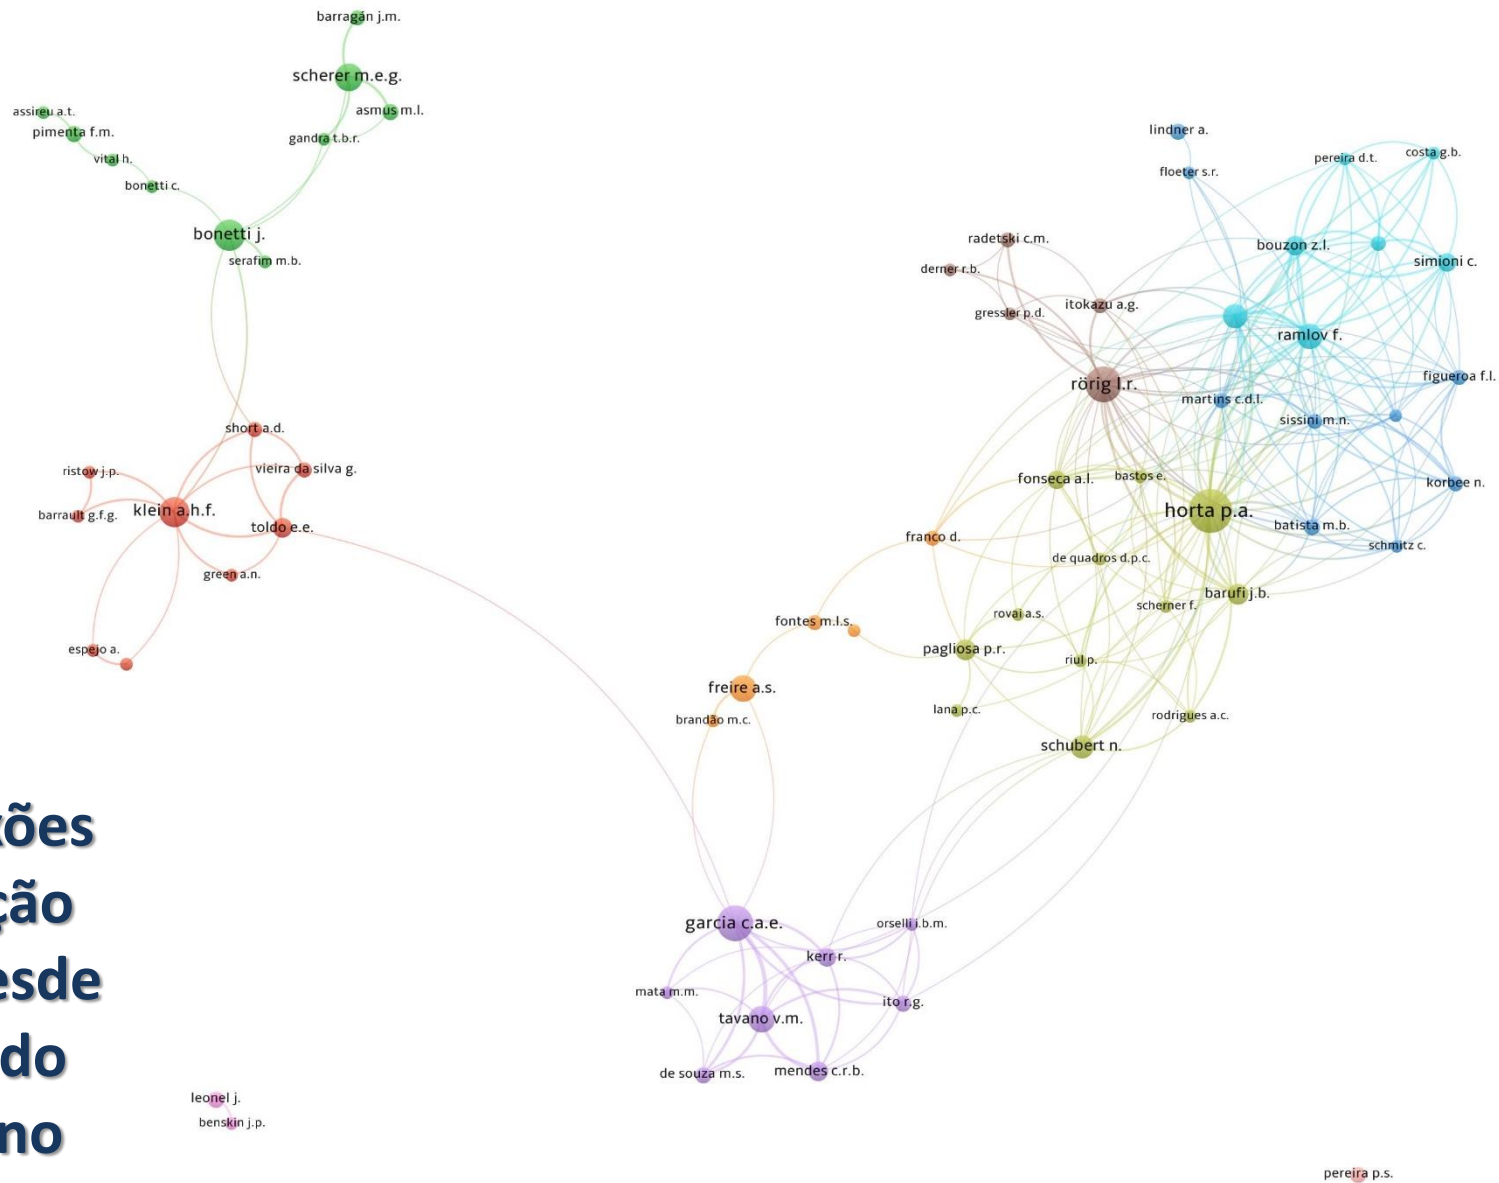 barragán j.m.
scherer m.e.g.
assireu a.t.
asmus m.l.
pimenta f.m.
gandra t.b.r.
vital h.
bonetti c.
bonetti j.
serafim m.b.
lindner a.
floeter s.r.
pereira d.t.
costa g.b.
radetski c.m.
bouzon z.l.
simioni c.
derner r.b.
itokazu a.g.
gressler p.d.
ramlov f.
rörig l.r.
figueroa f.l.
martins c.d.l.
sissini m.n.
short a.d.
ristow j.p.
vieira da silva g.
barrault g.f.g.
klein a.h.f.
toldo e.e.
green a.n.
espejo a.
fonseca a.l.
bastos e.
korbee n.
horta p.a.
batista m.b.
franco d.
schmitz c.
de quadros d.p.c.
barufi j.b.
scherner f.
rovai a.s.
fontes m.l.s.
pagliosa p.r.
riul p.
freire a.s.
lana p.c.
rodrigues a.c.
brandão m.c.
schubert n.
garcia c.a.e.
orselli i.b.m.
kerr r.
mata m.m.
ito r.g.
tavano v.m.
de souza m.s.
mendes c.r.b.
ões
ção
esde
do
no
leonel j.
benskin j.p.
pereira p.s.